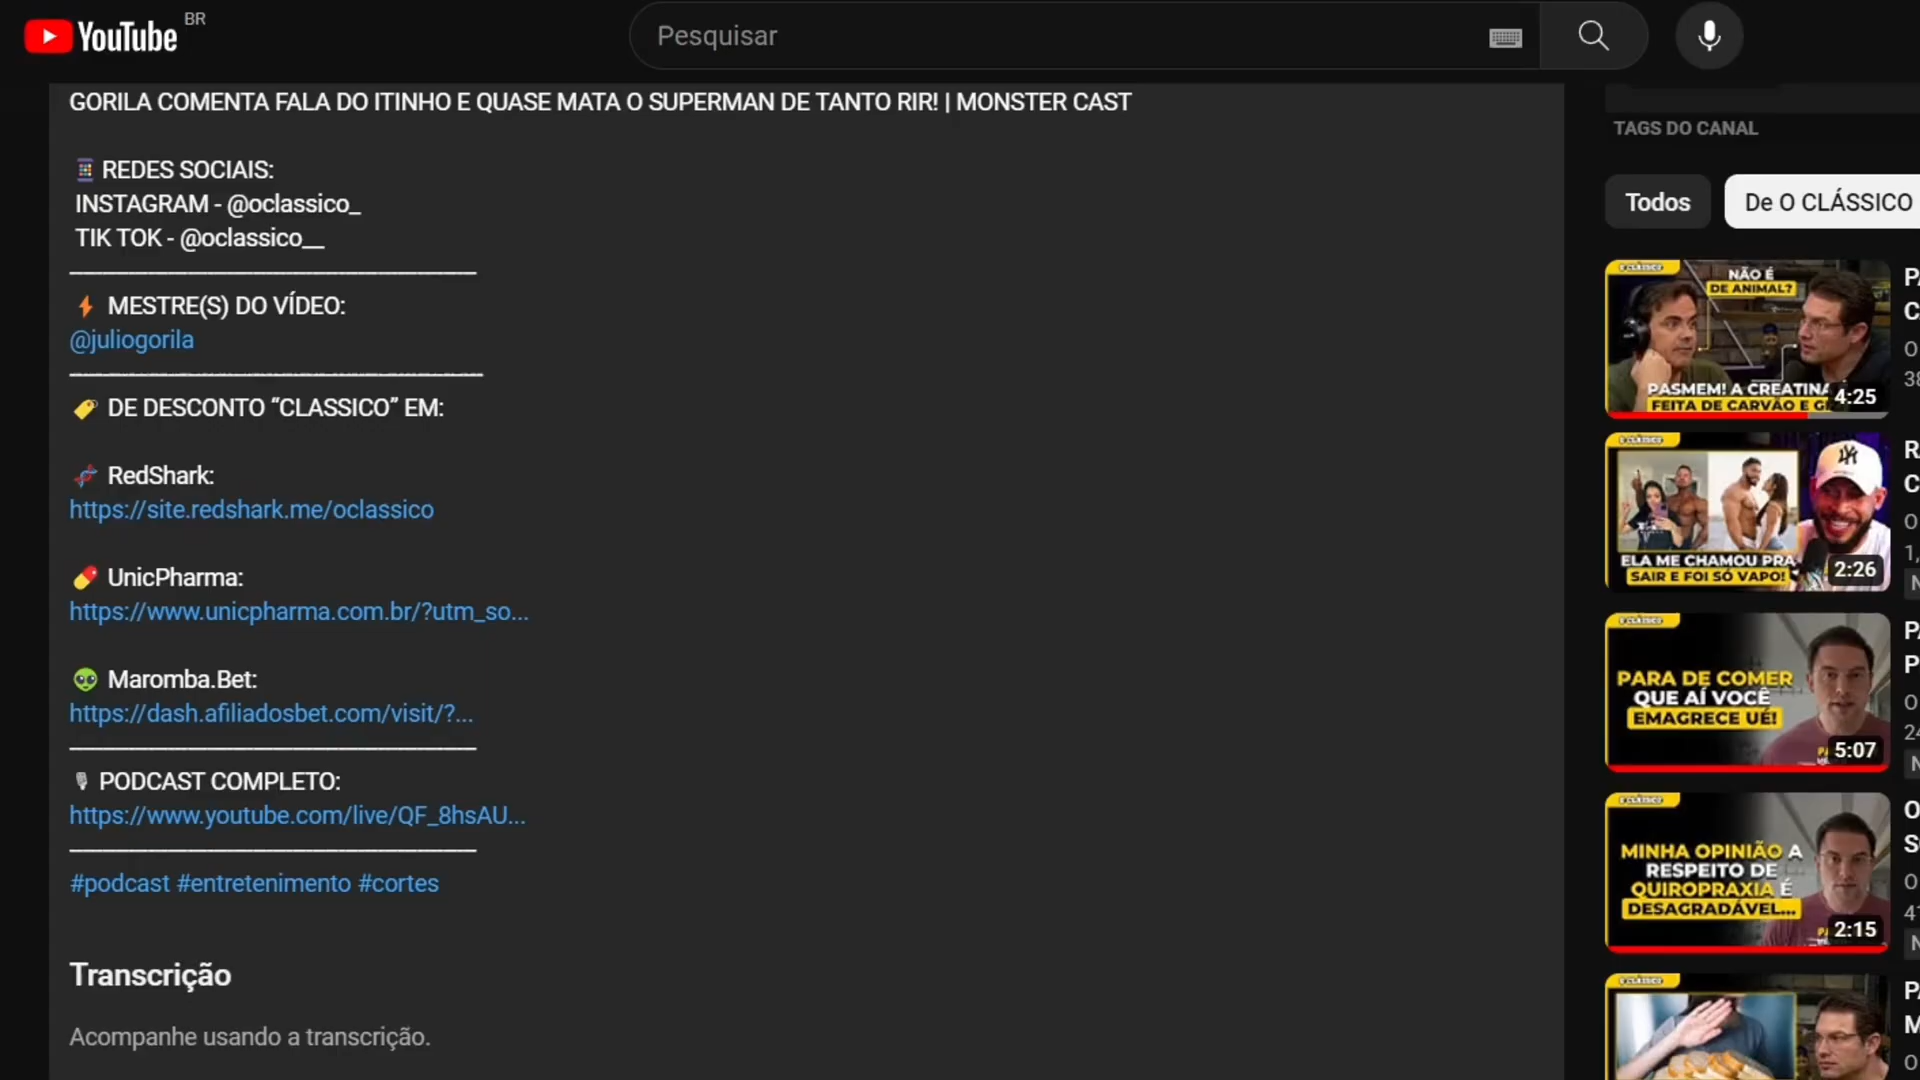 YouTube BR
Pesquisar
GORILA COMENTA FALA DO ITINHO E QUASE MATA O SUPERMAN DE TANTO RIR! | MONSTER CAST
REDES SOCIAIS:
INSTAGRAM - @oclassico_
TIK TOK - @oclassico__
MESTRE(S) DO VÍDEO:
@juliogorila
DE DESCONTO “CLASSICO” EM:
RedShark:
https://site.redshark.me/oclassico
UnicPharma:
https://www.unicpharma.com.br/?utm_so...
Maromba.Bet:
https://dash.afiliadosbet.com/visit/?...
PODCAST COMPLETO:
https://www.youtube.com/live/QF_8hsAU...
#podcast #entretenimento #cortes
Transcrição
Acompanhe usando a transcrição.
TAGS DO CANAL
Todos
De O CLÁSSICO
O CLÁSSICO
NÃO É
DE ANIMAL?
PASMEM! A CREATINA
FEITA DE CARVÃO E
4:25
O CLÁSSICO
ELA ME CHAMOU PRA
SAIR E FOI SÓ VAPO!
2:26
O CLÁSSICO
PARA DE COMER
QUE AÍ VOCÊ
EMAGRECE UÉ!
5:07
O CLÁSSICO
MINHA OPINIÃO A
RESPEITO DE
QUIROPRAXIA É
DESAGRADÁVEL...
2:15
O CLÁSSICO